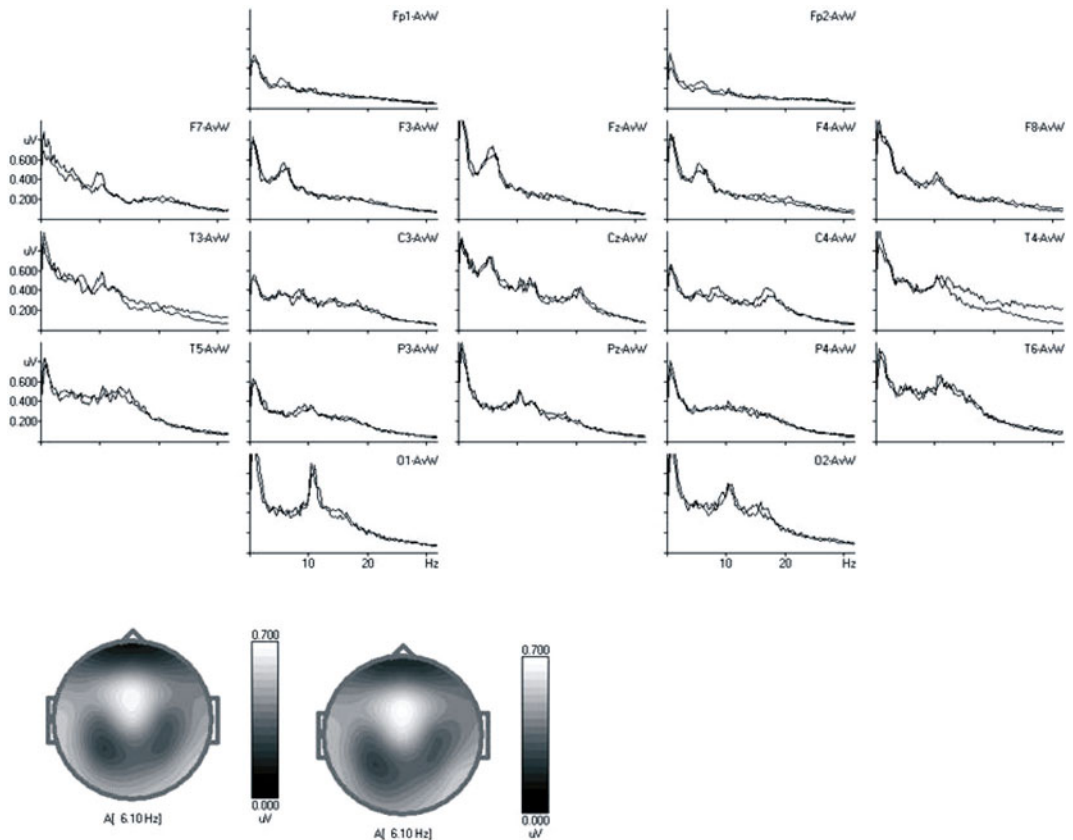 Fp1-AvW Fp2-AvW
F7-AvW F3-AvW Fz-AvW F4-AvW F8-AvW
uV
0.600
0.400
0.200
T3-AvW C3-AvW Cz-AvW C4-AvW T4-AvW
0.600
0.400
0.200
T5-AvW P3-AvW Pz-AvW P4-AvW T6-AvW
uV
0.600
0.400
0.200
O1-AvW O2-AvW
10 20 Hz 10 20 Hz
0.700 0.700
0.000 0.000
uV uV
A[ 6.10 Hz] A[ 6.10 Hz]